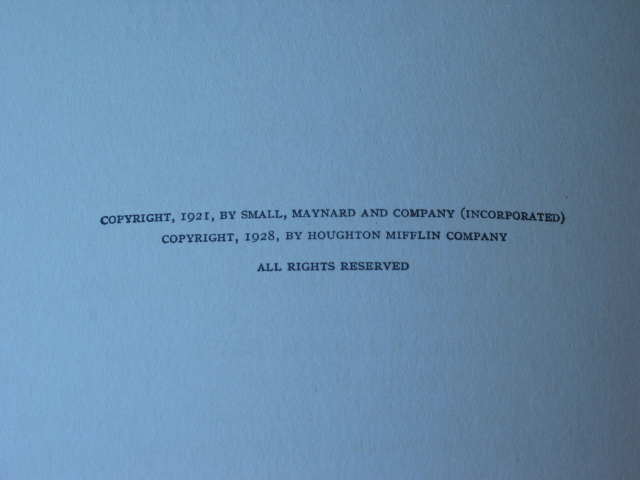 COPYRIGHT, 1921, BY SMALL, MAYNARD AND COMPANY (INCORPORATED)
COPYRIGHT, 1928, BY HOUGHTON MIFFLIN COMPANY
ALL RIGHTS RESERVED